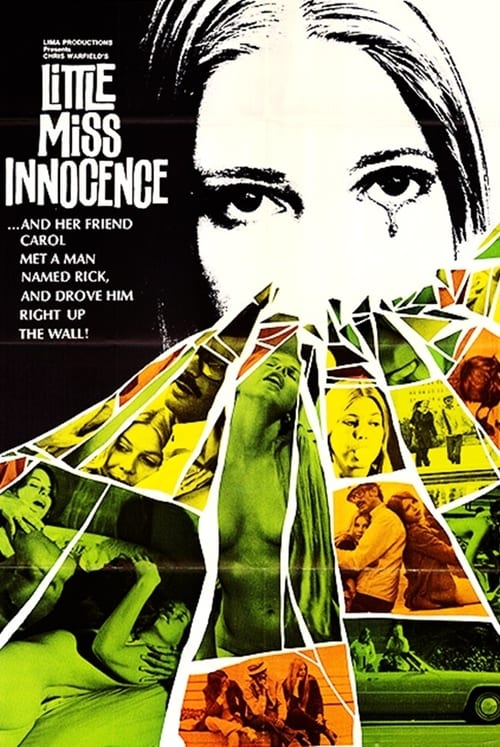 LIMA PRODUCTIONS
Presents
CHRIS WARFIELD'S
LITTLE
MISS
INNOCENCE
...AND HER FRIEND
CAROL
MET A MAN
NAMED RICK,
AND DROVE HIM
RIGHT UP
THE WALL!